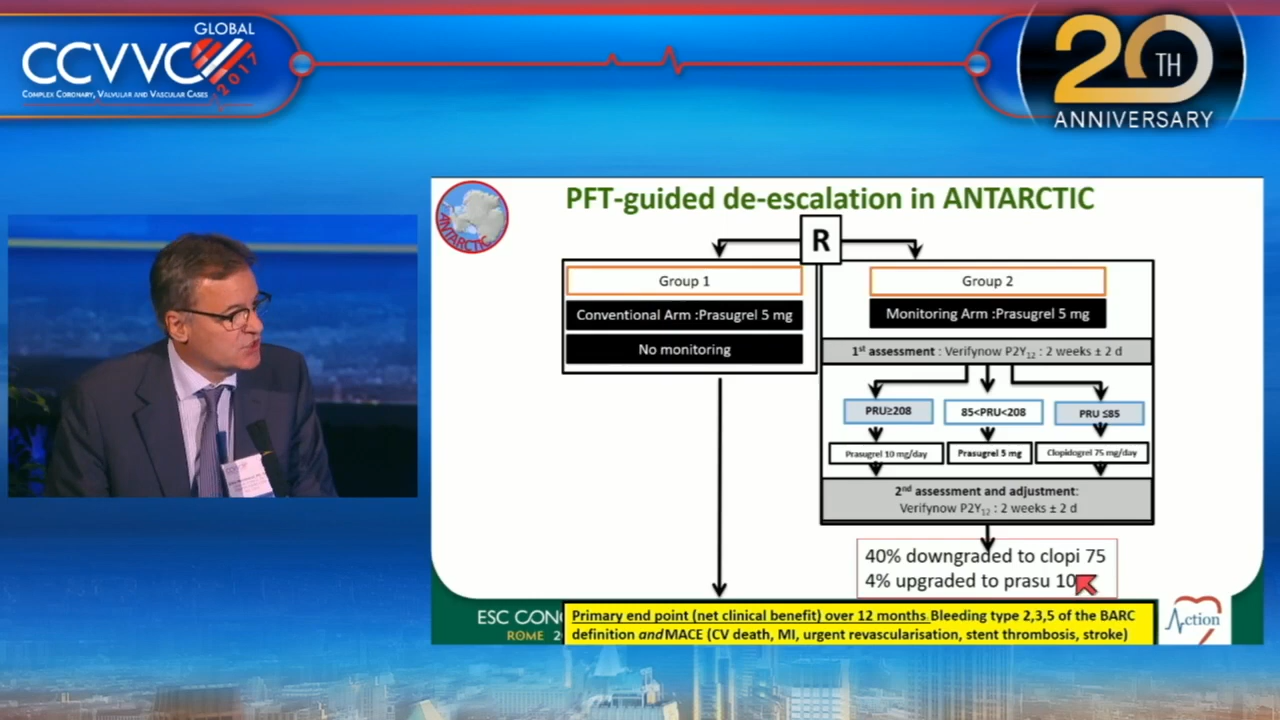 GLOBAL
CCVVC
2017
COMPLEX CORONARY, VALVULAR AND VASCULAR CASES
20TH
ANNIVERSARY
ANTARCTIC
PFT-guided de-escalation in ANTARCTIC
R
Group 1
Conventional Arm :Prasugrel 5 mg
No monitoring
Group 2
Monitoring Arm :Prasugrel 5 mg
1st assessment : Verifynow P2Y12 : 2 weeks ± 2 d
PRU≥208
85<PRU<208
PRU ≤85
Prasugrel 10 mg/day
Prasugrel 5 mg
Clopidogrel 75 mg/day
2nd assessment and adjustment:
Verifynow P2Y12 : 2 weeks ± 2 d
40% downgraded to clopi 75
4% upgraded to prasu 10
ESC CON
ROME 2
Primary end point (net clinical benefit) over 12 months Bleeding type 2,3,5 of the BARC
definition and MACE (CV death, MI, urgent revascularisation, stent thrombosis, stroke)
Action